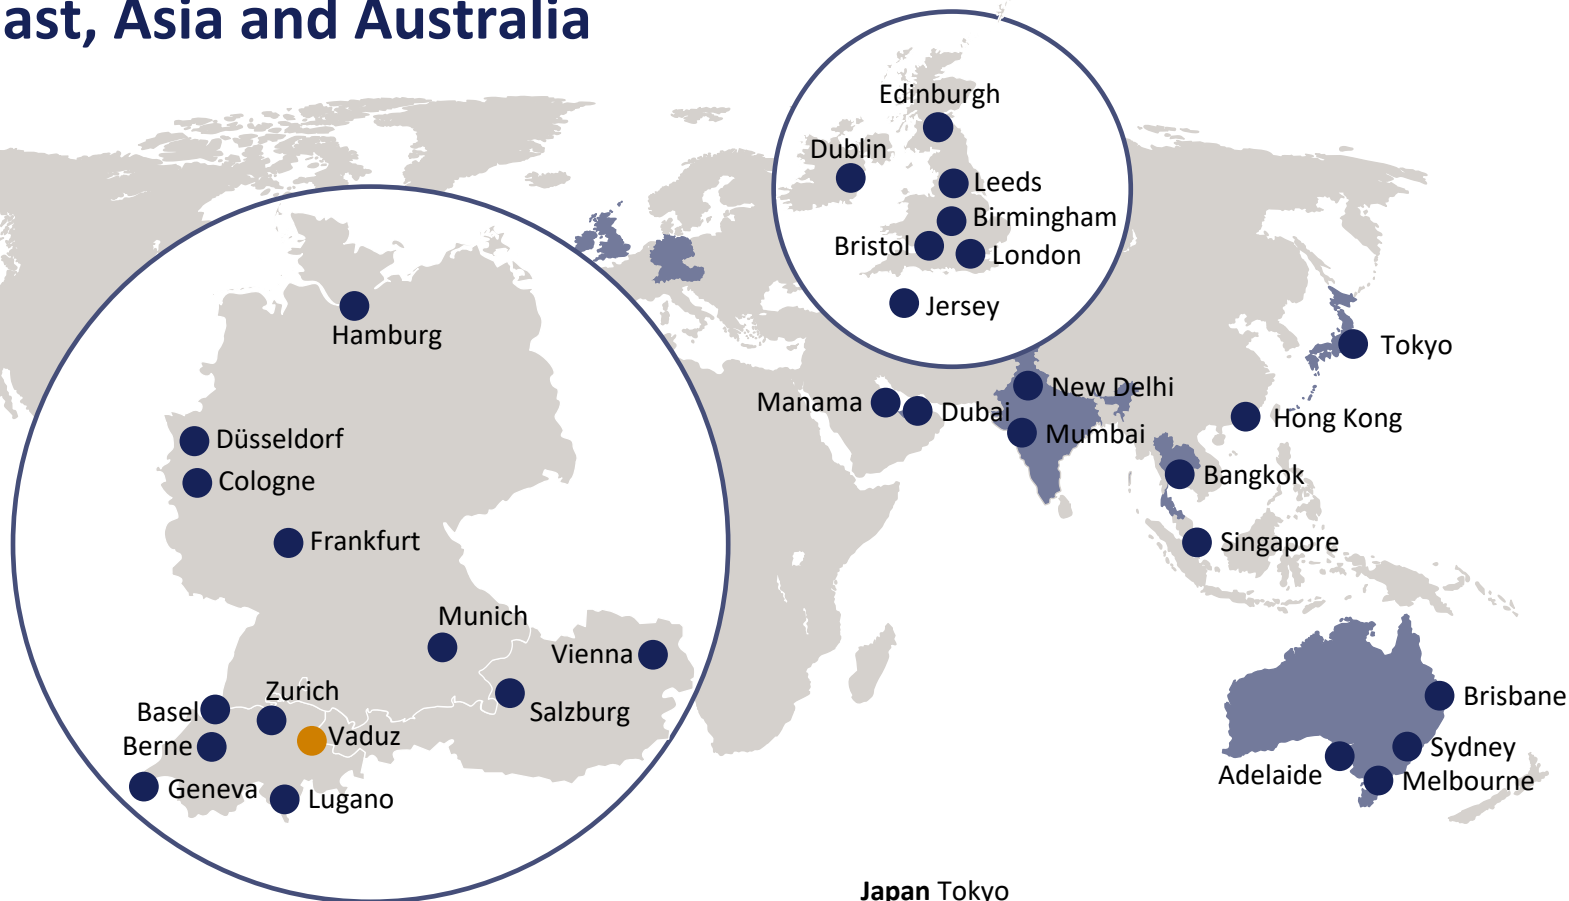 ast, Asia and Australia
Edinburgh
Dublin
Leeds
Birmingham
Bristol
London
Jersey
Hamburg
Düsseldorf
Cologne
Frankfurt
Munich
Vienna
Salzburg
Zurich
Basel
Vaduz
Berne
Geneva
Lugano
Manama
Dubai
New Delhi
Mumbai
Tokyo
Hong Kong
Bangkok
Singapore
Brisbane
Sydney
Adelaide
Melbourne
Japan Tokyo